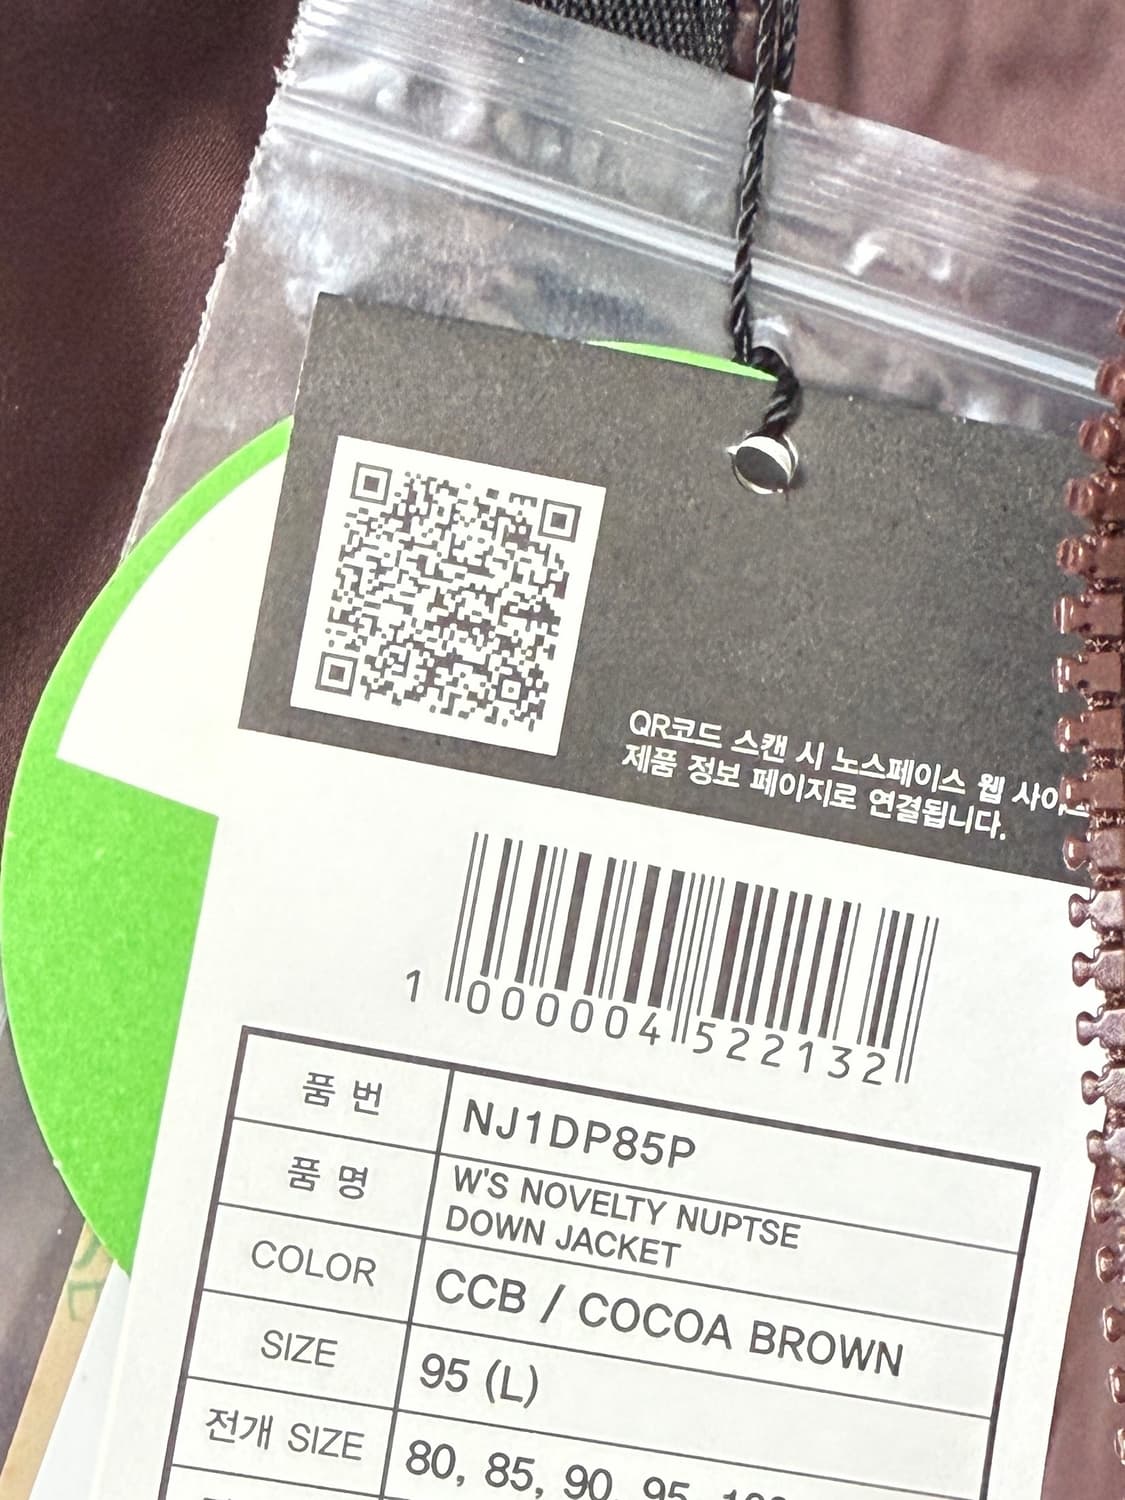 QR코드 스캔 시 노스페이스 웹
제품 정보 페이지로 연결됩니다.
1 000004 522132
품 번 NJ1DP85P
품 명 W'S NOVELTY NUPTSE
DOWN JACKET
COLOR CCB / COCOA BROWN
SIZE 95 (L)
전개 SIZE 80, 85, 90, 95,